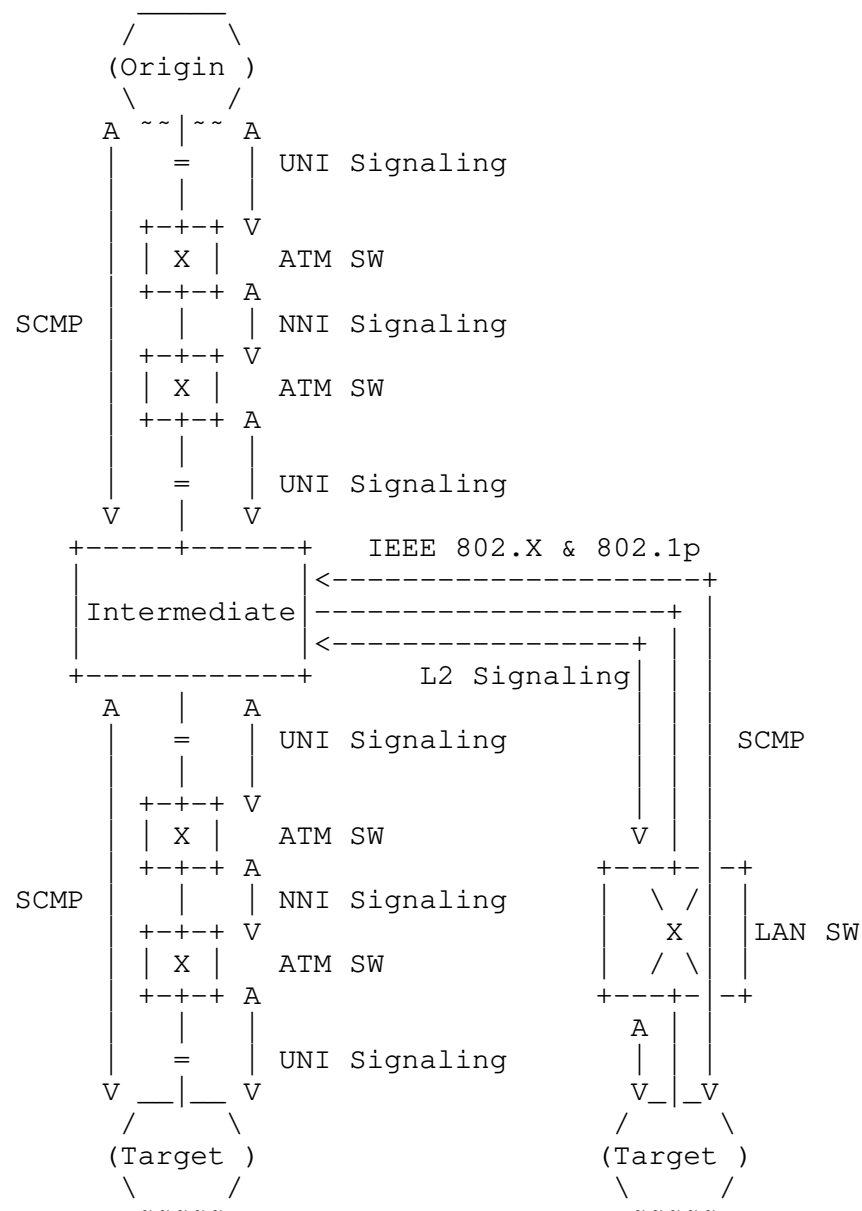 (Origin )
UNI Signaling
X ATM SW
SCMP NNI Signaling
X ATM SW
UNI Signaling
IEEE 802.X & 802.1p
Intermediate
L2 Signaling
UNI Signaling SCMP
X ATM SW
SCMP NNI Signaling
X LAN SW
X ATM SW
UNI Signaling
(Target ) (Target )